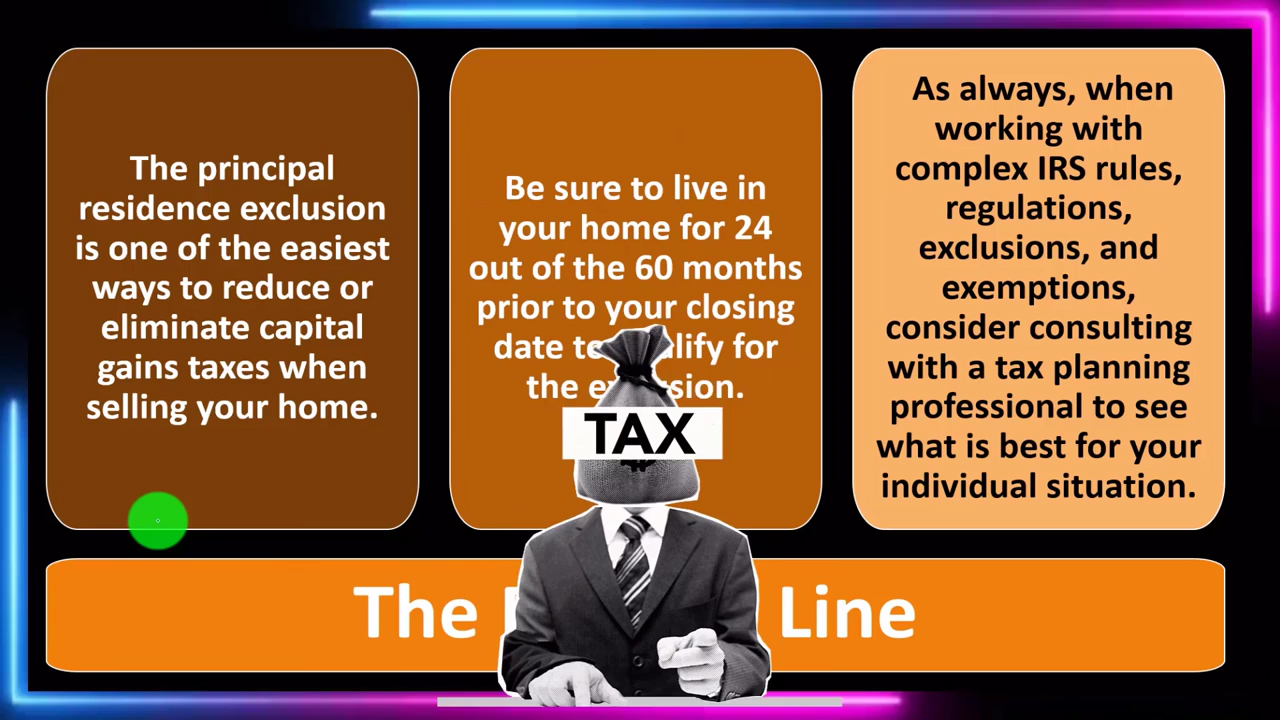 The principal
residence exclusion
is one of the easiest
ways to reduce or
eliminate capital
gains taxes when
selling your home.
Be sure to live in
your home for 24
out of the 60 months
prior to your closing
date for
the
As always, when
working with
complex IRS rules,
regulations,
exclusions, and
exemptions,
consider consulting
with a tax planning
professional to see
what is best for your
individual situation.
TAX
The Line